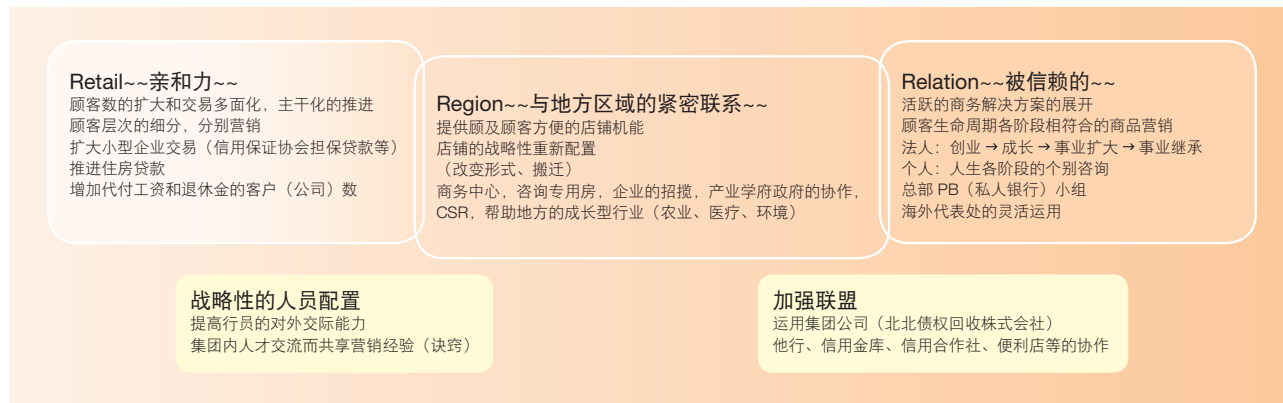 Retail~~亲和力~~
顾客数的扩大和交易多面化，主干化的推进
顾客层次的细分，分别营销
扩大小型企业交易（信用保证协会担保贷款等）
推进住房贷款
增加代付工资和退休金的客户（公司）数
Region~~与地方区域的紧密联系~~
提供顾及顾客方便的店铺机能
店铺的战略性重新配置
（改变形式、搬迁）
商务中心，咨询专用房，企业的招揽，产业学府政府的协作，
CSR，帮助地方的成长型行业（农业、医疗、环境）
Relation~~被信赖的~~
活跃的商务解决方案的展开
顾客生命周期各阶段相符合的商品营销
法人：创业→成长→事业扩大→事业继承
个人：人生各阶段的个别咨询
总部 PB（私人银行）小组
海外代表处的灵活运用
战略性的人员配置
提高行员的对外交际能力
集团内人才交流而共享营销经验（诀窍）
加强联盟
运用集团公司（北北债权回收株式会社）
他行、信用金库、信用合作社、便利店等的协作